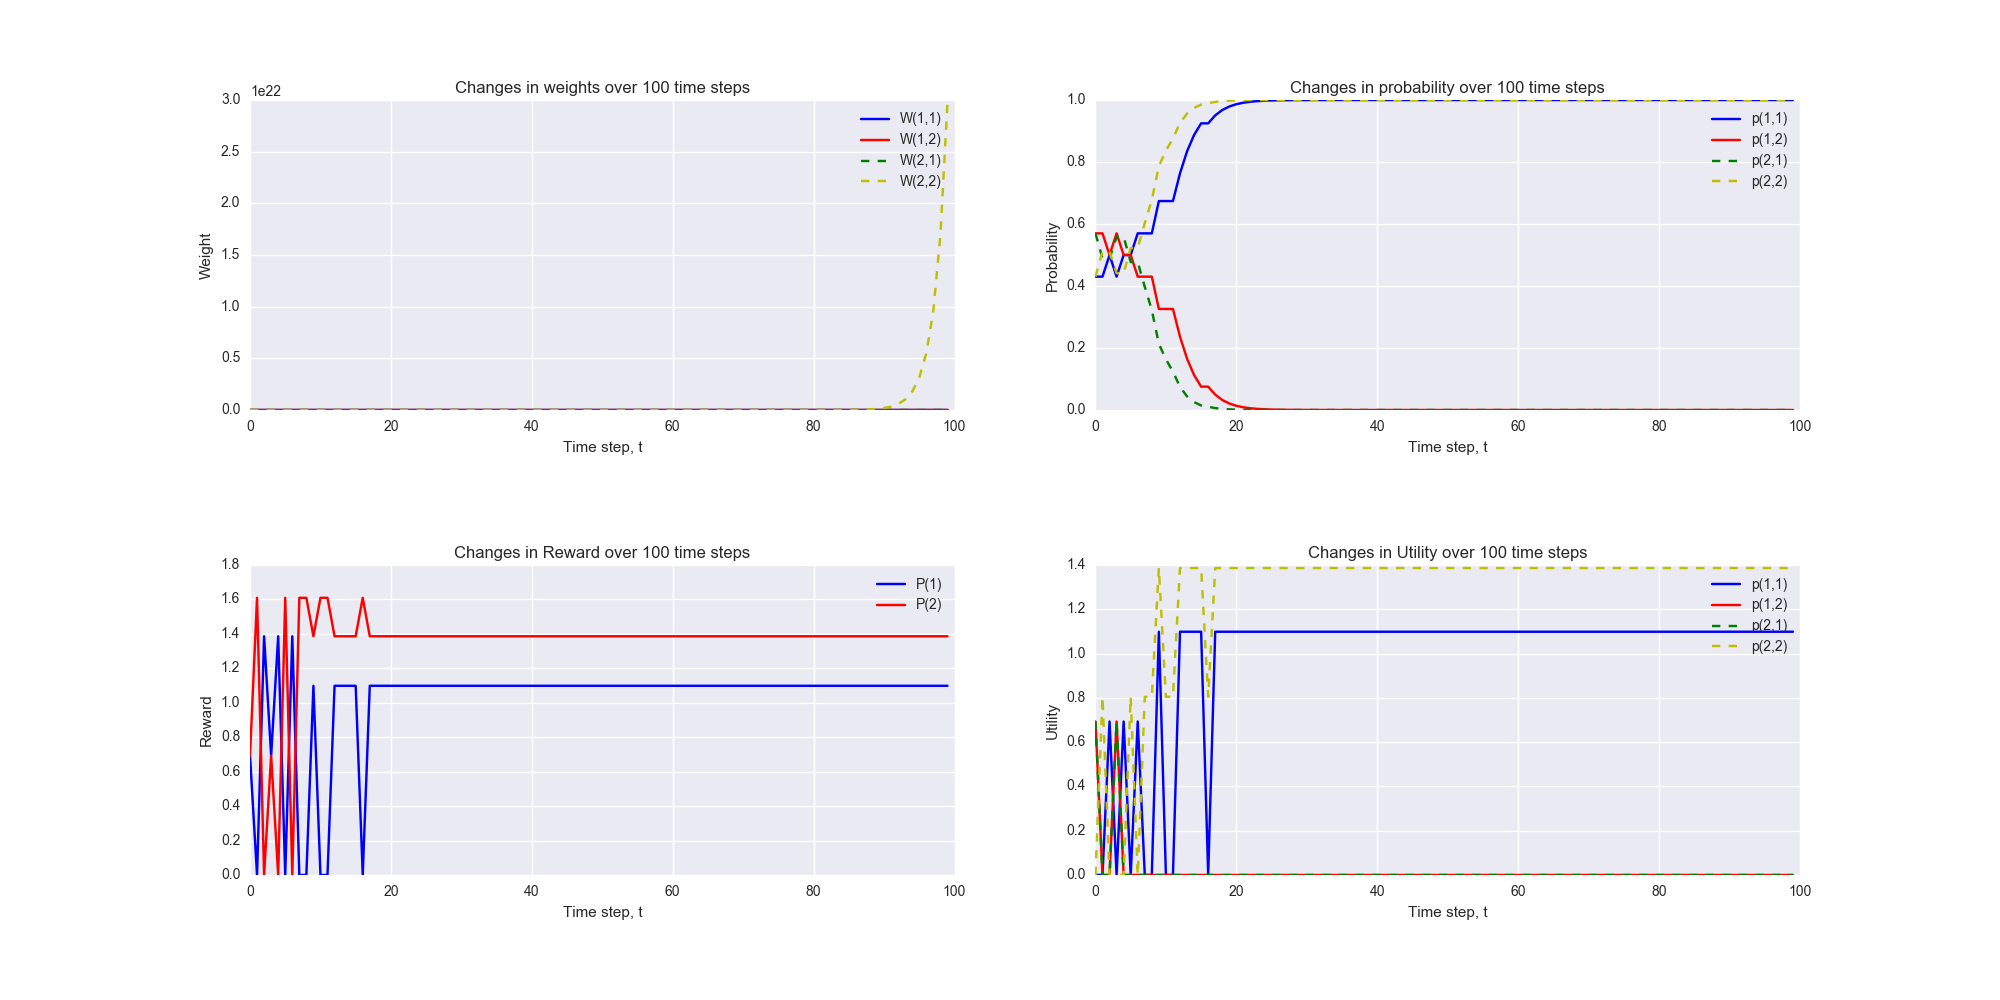 Changes in weights over 100 time steps
1e22
3.0
2.5
2.0
1.5
1.0
0.5
0.0
Weight
W(1,1)
W(1,2)
W(2,1)
W(2,2)
0 20 40 60 80 100
Time step, t
Changes in probability over 100 time steps
1.0
0.8
0.6
0.4
0.2
0.0
Probability
p(1,1)
p(1,2)
p(2,1)
p(2,2)
0 20 40 60 80 100
Time step, t
Changes in Reward over 100 time steps
1.8
1.6
1.4
1.2
1.0
0.8
0.6
0.4
0.2
0.0
Reward
P(1)
P(2)
0 20 40 60 80 100
Time step, t
Changes in Utility over 100 time steps
1.4
1.2
1.0
0.8
0.6
0.4
0.2
0.0
Utility
p(1,1)
p(1,2)
p(2,1)
p(2,2)
0 20 40 60 80 100
Time step, t